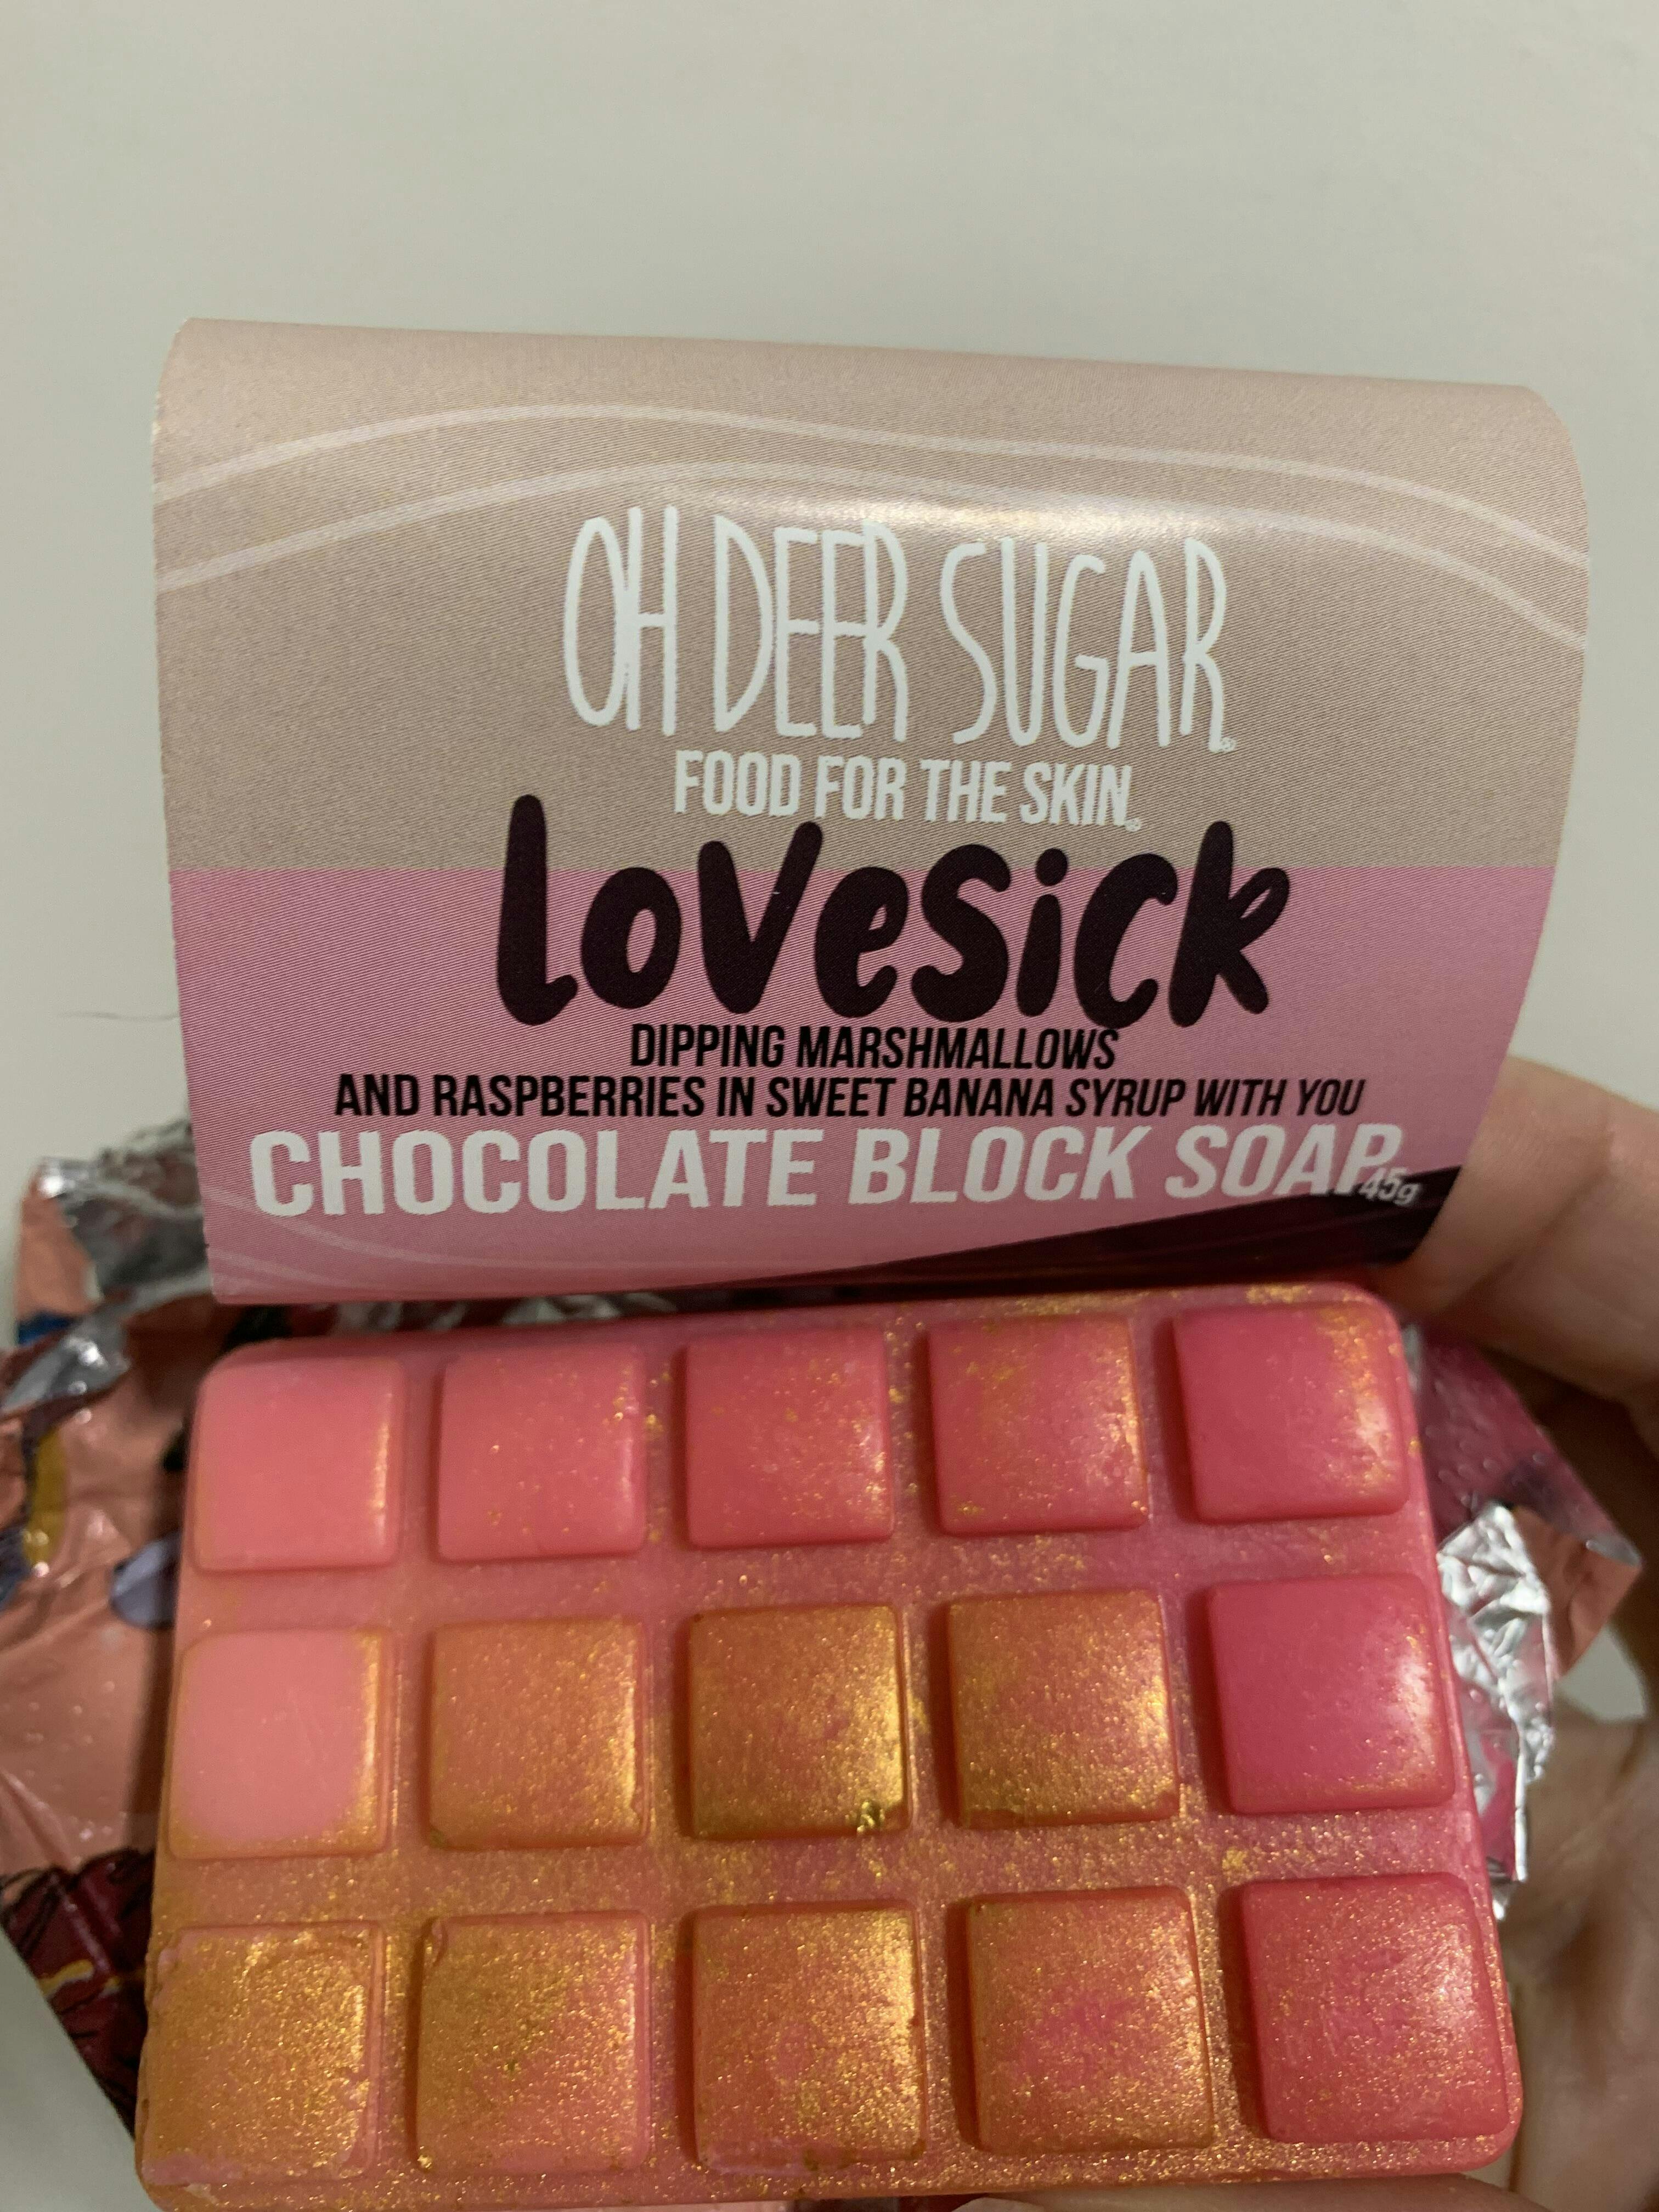 OH DEER SUGAR®
FOOD FOR THE SKIN®
Lovesick
DIPPING MARSHMALLOWS
AND RASPBERRIES IN SWEET BANANA SYRUP WITH YOU
CHOCOLATE BLOCK SOAP
45g